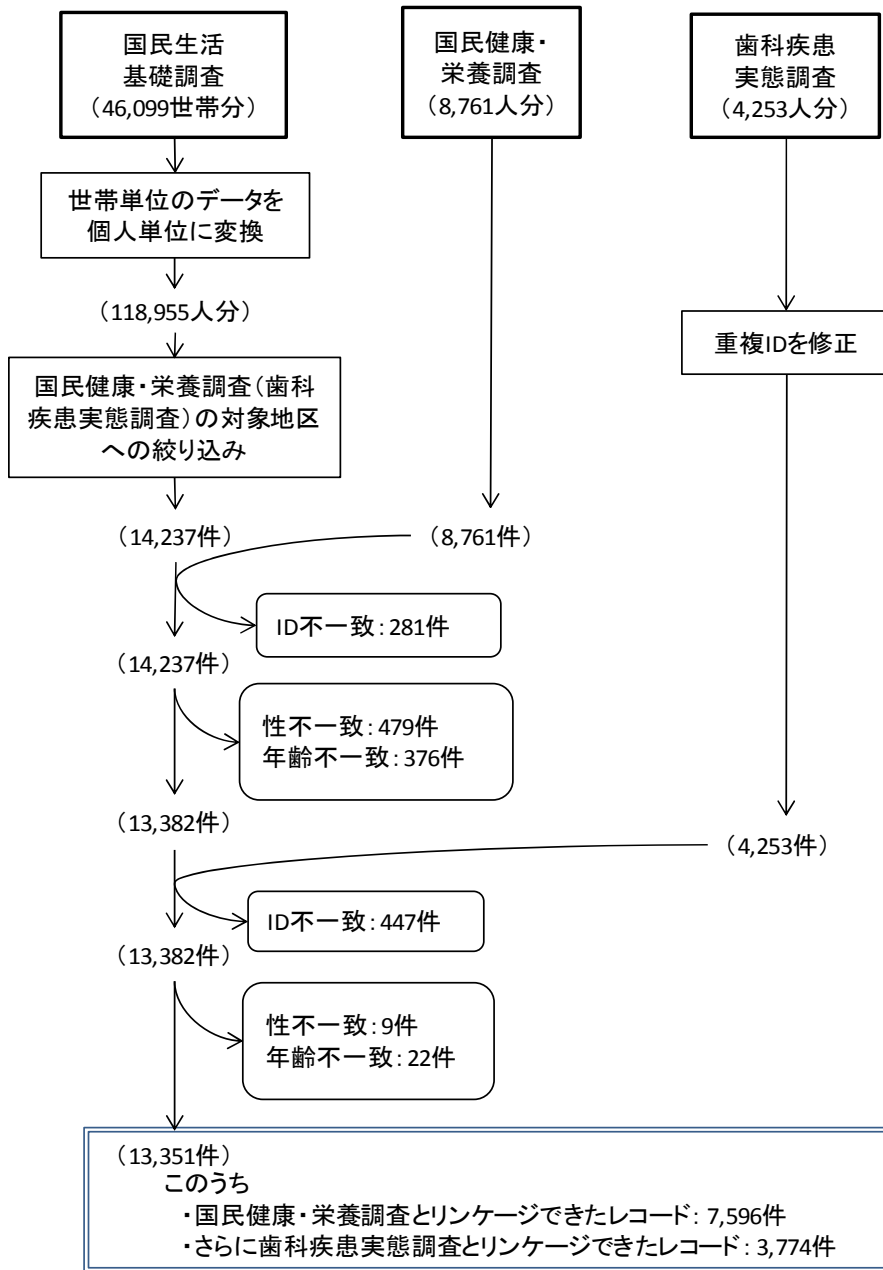 国民生活
基礎調査
（46,099世帯分）
国民健康・
栄養調査
（8,761人分）
歯科疾患
実態調査
（4,253人分）
世帯単位のデータを
個人単位に変換
（118,955人分）
重複IDを修正
国民健康・栄養調査（歯科
疾患実態調査）の対象地区
への絞り込み
（14,237件）
（8,761件）
ID不一致：281件
（14,237件）
性不一致：479件
年齢不一致：376件
（13,382件）
（4,253件）
ID不一致：447件
（13,382件）
性不一致：9件
年齢不一致：22件
（13,351件）
このうち
・国民健康・栄養調査とリンケージできたレコード：7,596件
・さらに歯科疾患実態調査とリンケージできたレコード：3,774件